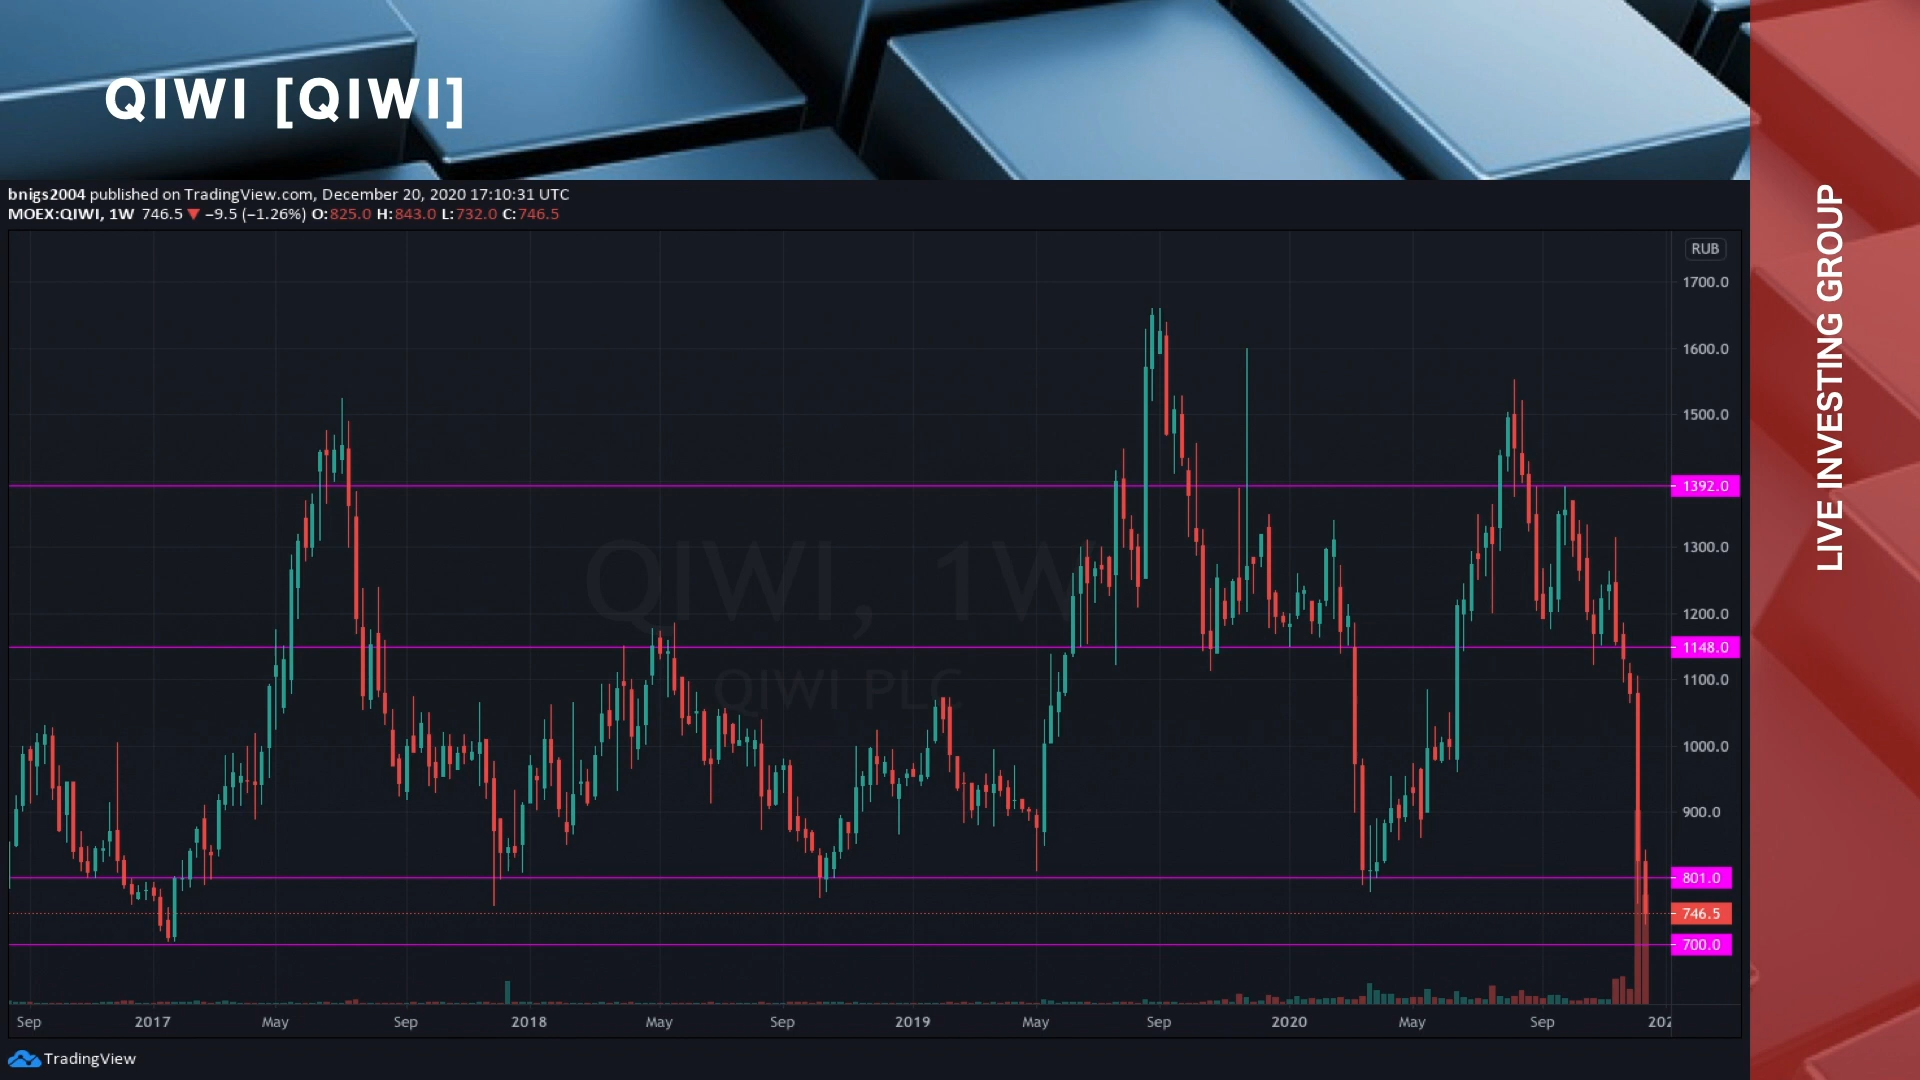 QIWI [QIWI]
bnigs2004 published on TradingView.com, December 20, 2020 17:10:31 UTC
MOEX:QIWI, 1W 746.5 ▼ −9.5 (−1.26%) O:825.0 H:843.0 L:732.0 C:746.5
RUB
1700.0
1600.0
1500.0
1392.0
1300.0
1200.0
1148.0
1100.0
1000.0
900.0
801.0
746.5
700.0
QIWI, 1W
QIWI PLC
Sep 2017 May Sep 2018 May Sep 2019 May Sep 2020 May Sep 202
TradingView
LIVE INVESTING GROUP